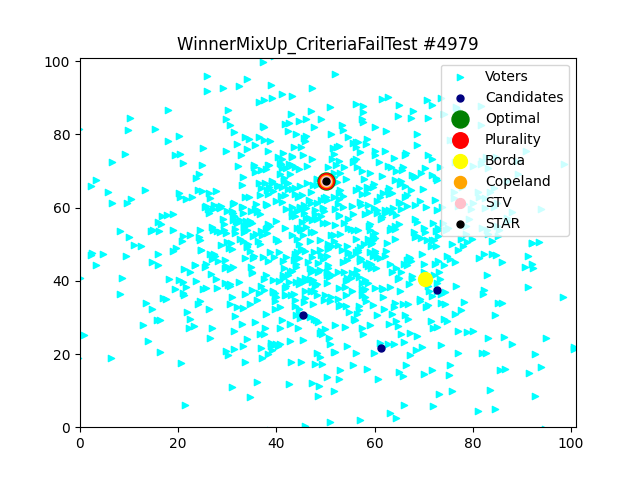 WinnerMixUp_CriteriaFailTest #4979
100
80
60
40
20
0
0 20 40 60 80 100
Voters
Candidates
Optimal
Plurality
Borda
Copeland
STV
STAR